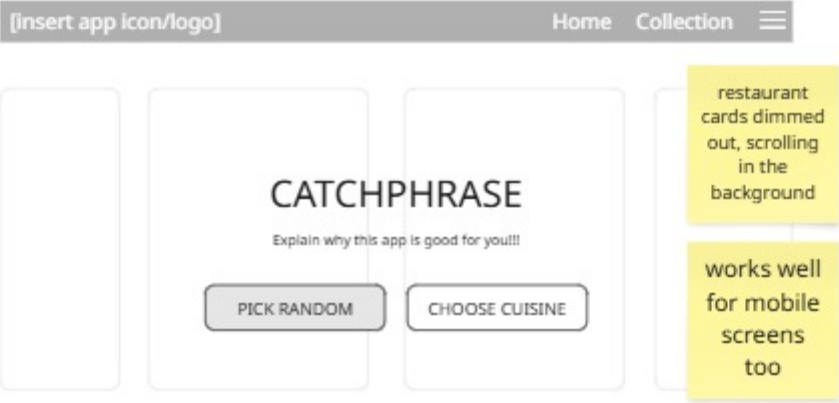 [insert app icon/logo]
Home
Collection
restaurant
cards dimmed
out, scrolling
in the
background
CATCHPHRASE
Explain why this app is good for you!!!
PICK RANDOM
CHOOSE CUISINE
works well
for mobile
screens
too